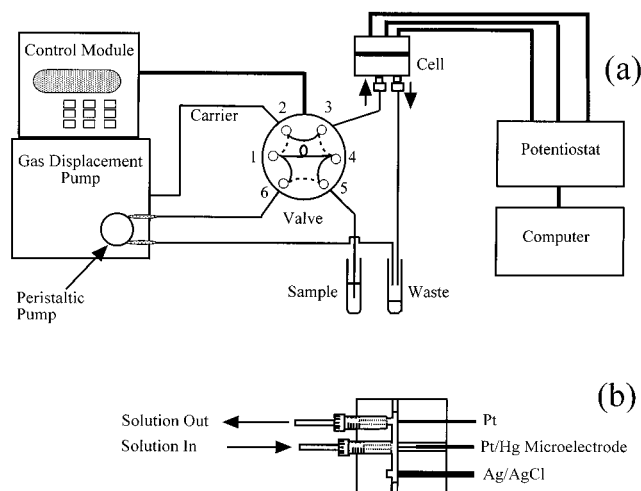 (a)
Control Module
Gas Displacement
Pump
Peristaltic
Pump
Carrier
2
3
1
4
6
5
Valve
Cell
Sample
Waste
Potentiostat
Computer
(b)
Solution Out
Solution In
Pt
Pt/Hg Microelectrode
Ag/AgCl